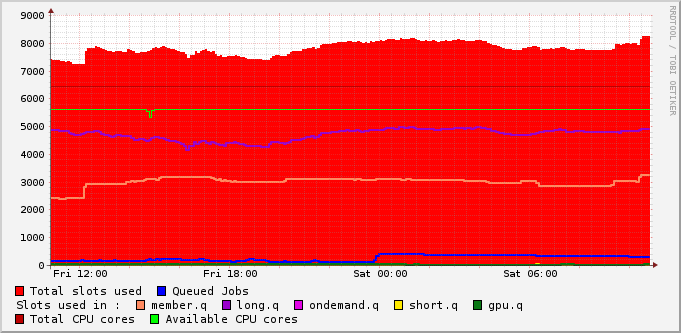 9000
8000
7000
6000
5000
4000
3000
2000
1000
0
Fri 12:00 Fri 18:00 Sat 00:00 Sat 06:00
RRDTOOL / TOBI OETIKER
Total slots used Queued Jobs
Slots used in : member.q long.q ondemand.q short.q gpu.q
Total CPU cores Available CPU cores